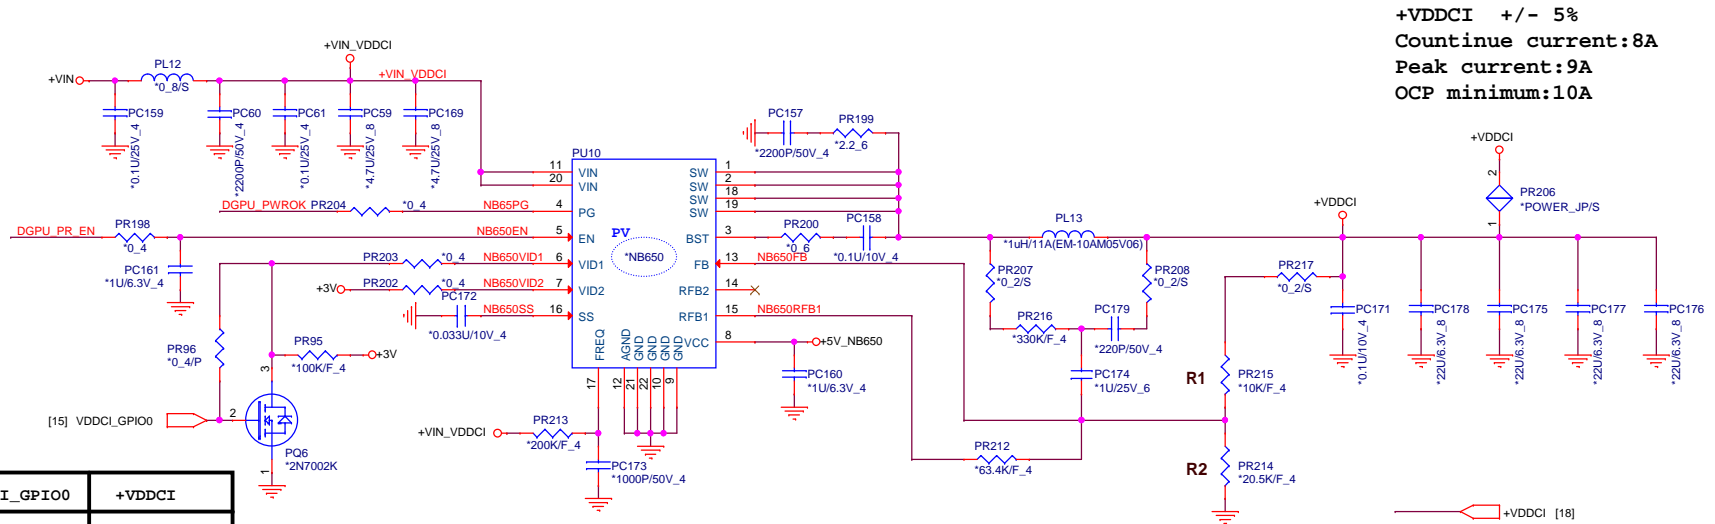 +VDDCI +/- 5%
Countinue current:8A
Peak current:9A
OCP minimum:10A
+VIN_VDDCI
+VIN
PL12
*0_8/S
+VIN_VDDCI
PC159
*0.1U/25V_4
PC60
*2200P/50V_4
PC61
*0.1U/25V_4
PC59
*4.7U/25V_8
PC169
*4.7U/25V_8
PC157
*2200P/50V_4
PR199
*2.2_6
PU10
11 VIN
20 VIN
4 PG
5 EN
6 VID1
7 VID2
16 SS
FREQ 17
AGND 12
GND 21
GND 22
GND 10
GND 9
SW 1
SW 2
SW 18
SW 19
BST 3
FB 13
RFB2 14
RFB1 15
VCC 8
PV
*NB650
DGPU_PWROK PR204 *0_4 NB65PG
DGPU_PR_EN PR198 *0_4 NB650EN
PC161
*1U/6.3V_4
PR203 *0_4 NB650VID1
+3V PR202 *0_4 NB650VID2
PC172
*0.033U/10V_4
NB650SS
PR96
*0_4/P
PR95
*100K/F_4
+3V
3
2
1
[15] VDDCI_GPIO0
PQ6
*2N7002K
+VIN_VDDCI
PR213
*200K/F_4
PC173
*1000P/50V_4
PR200
*0_6
PC158
*0.1U/10V_4
NB650FB
NB650RFB1
+5V_NB650
PC160
*1U/6.3V_4
PL13
*1uH/11A(EM-10AM05V06)
PR207
*0_2/S
PR208
*0_2/S
PR216
*330K/F_4
PC179
*220P/50V_4
PC174
*1U/25V_6
PR212
*63.4K/F_4
PR217
*0_2/S
R1
PR215
*10K/F_4
R2
PR214
*20.5K/F_4
+VDDCI
+VDDCI
2
PR206
*POWER_JP/S
1
PC171
*0.1U/10V_4
PC178
*22U/6.3V_8
PC175
*22U/6.3V_8
PC177
*22U/6.3V_8
PC176
*22U/6.3V_8
+VDDCI [18]
I_GPIO0 +VDDCI